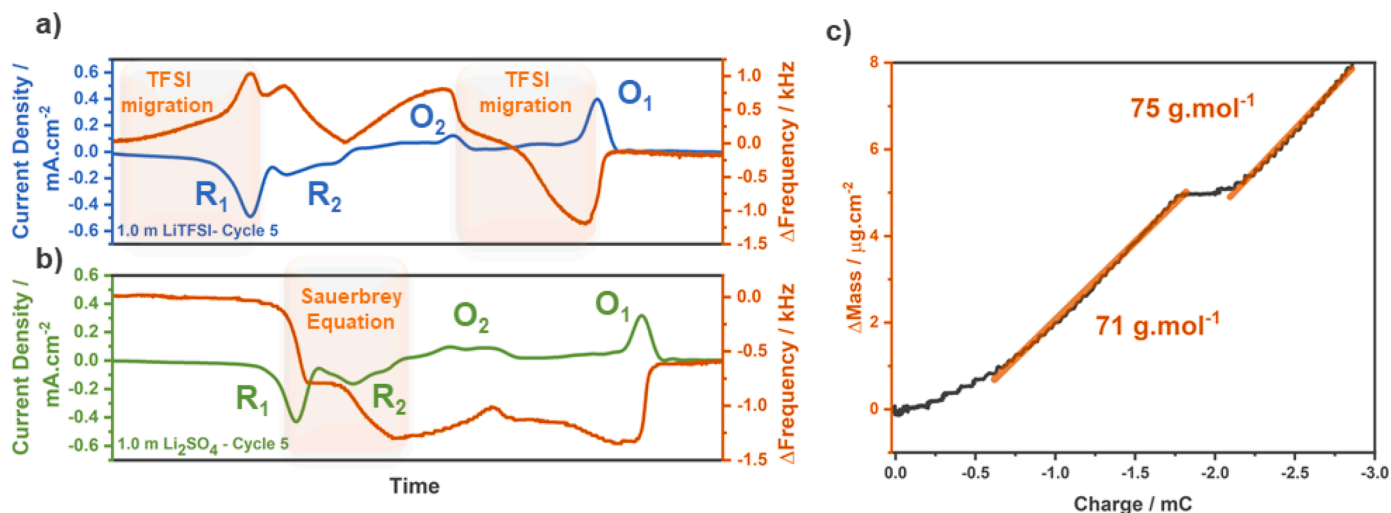 a)
Current Density /
mA.cm-2
0.6
0.4
0.2
0.0
-0.2
-0.4
-0.6
TFSI
migration
R1
R2
O2
TFSI
migration
O1
1.0 m LiTFSI- Cycle 5
1.0
0.5
0.0
-0.5
-1.0
-1.5
ΔFrequency / kHz
b)
Current Density /
mA.cm-2
0.6
0.4
0.2
0.0
-0.2
-0.4
-0.6
Sauerbrey
Equation
R1
R2
O2
O1
1.0 m Li2SO4 - Cycle 5
0.0
-0.5
-1.0
-1.5
ΔFrequency / kHz
Time
c)
ΔMass / μg.cm-2
8
6
4
2
0
75 g.mol-1
71 g.mol-1
0.0 -0.5 -1.0 -1.5 -2.0 -2.5 -3.0
Charge / mC